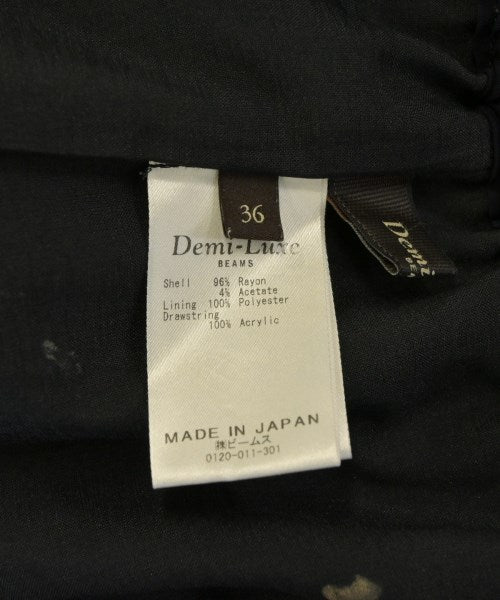 36
Demi-Luxe
BEAMS
Shell 96% Rayon
4% Acetate
Lining 100% Polyester
Drawstring
100% Acrylic
MADE IN JAPAN
㈱ビームス
0120-011-301
Demi